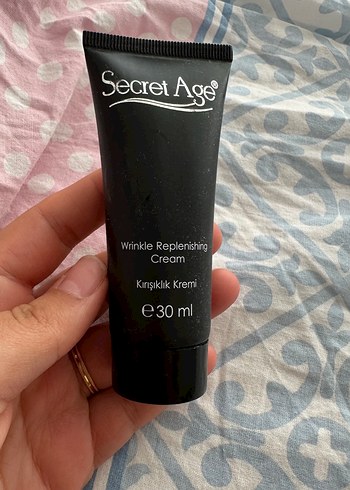 Secret Age®
Wrinkle Replenishing
Cream
Kırışıklık Kremi
℮30 ml